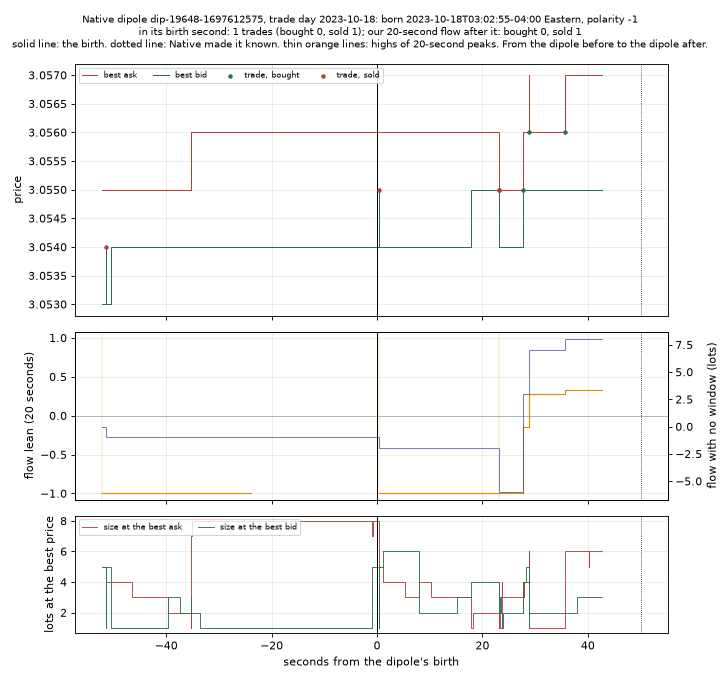 Native dipole dip-19648-1697612575, trade day 2023-10-18: born 2023-10-18T03:02:55-04:00 Eastern, polarity -1
in its birth second: 1 trades (bought 0, sold 1); our 20-second flow after it: bought 0, sold 1
solid line: the birth. dotted line: Native made it known. thin orange lines: highs of 20-second peaks. From the dipole before to the dipole after.
best ask
best bid
trade, bought
trade, sold
3.0570
3.0565
3.0560
3.0555
3.0550
3.0545
3.0540
3.0535
3.0530
price
1.0
0.5
0.0
−0.5
−1.0
flow lean (20 seconds)
7.5
5.0
2.5
0.0
−2.5
−5.0
flow with no window (lots)
size at the best ask
size at the best bid
8
6
4
2
lots at the best price
−40
−20
0
20
40
seconds from the dipole's birth